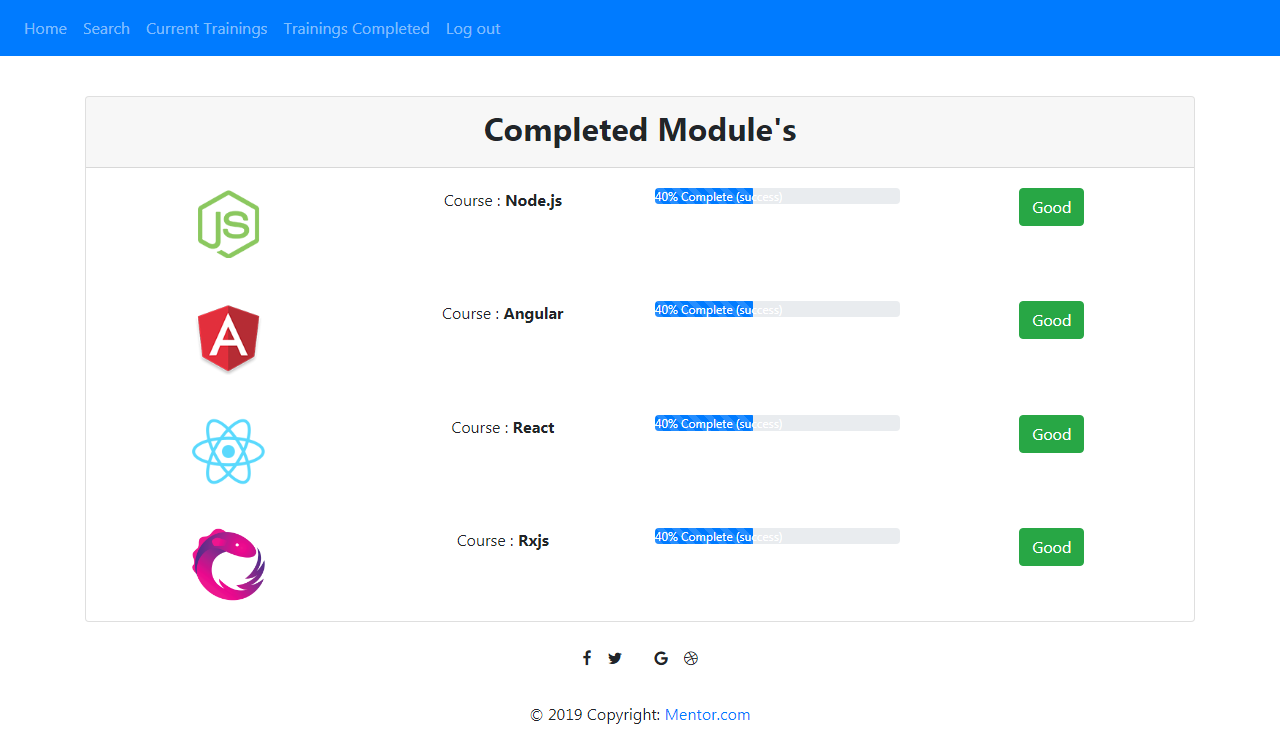 Home Search Current Trainings Trainings Completed Log out
Completed Module's
JS
Course : Node.js 40% Complete (success) Good
A
Course : Angular 40% Complete (success) Good
Course : React 40% Complete (success) Good
Course : Rxjs 40% Complete (success) Good
© 2019 Copyright: Mentor.com